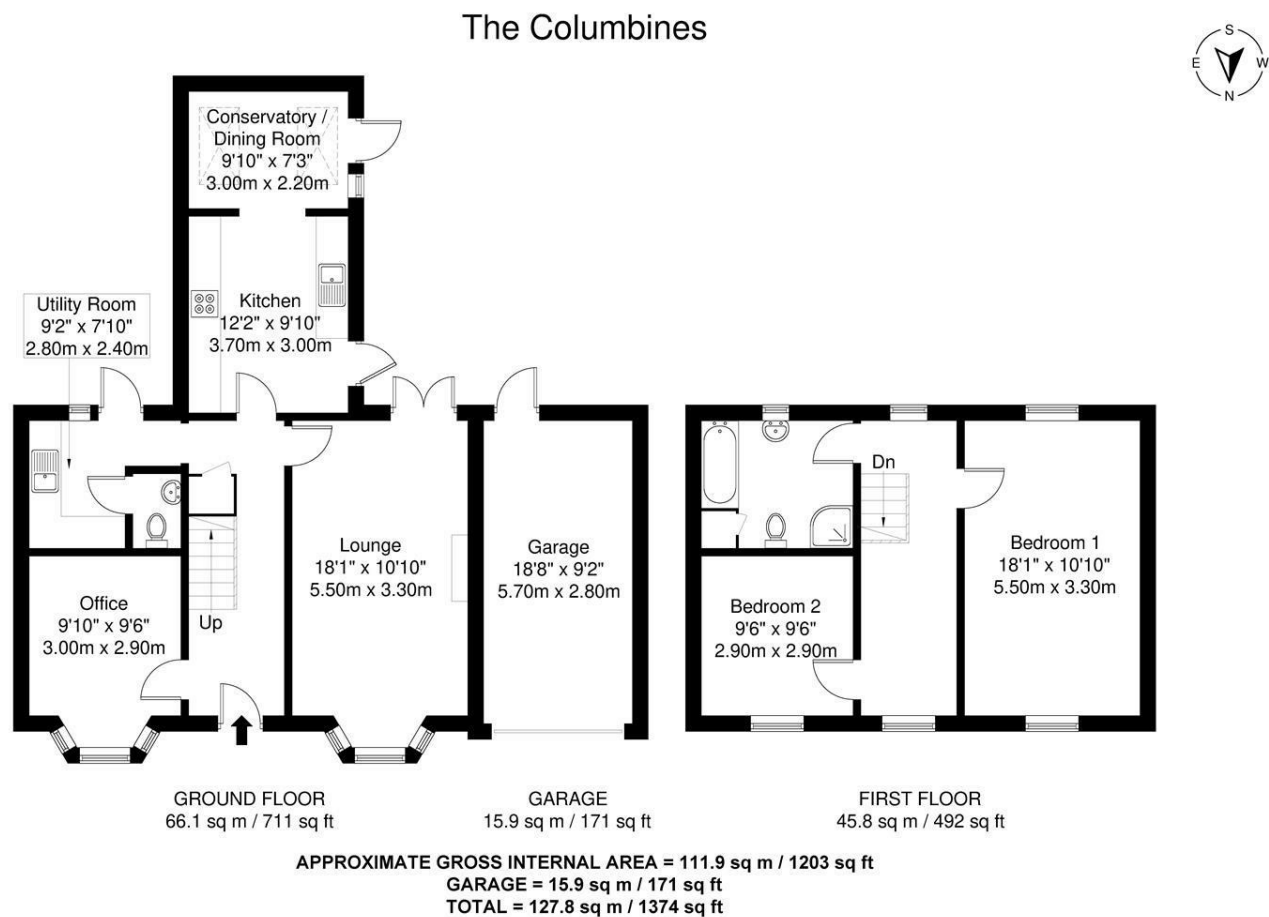 The Columbines
S
E W
N
Conservatory /
Dining Room
9'10" x 7'3"
3.00m x 2.20m
Utility Room
9'2" x 7'10"
2.80m x 2.40m
Kitchen
12'2" x 9'10"
3.70m x 3.00m
Office
9'10" x 9'6"
3.00m x 2.90m
Up
Lounge
18'1" x 10'10"
5.50m x 3.30m
Garage
18'8" x 9'2"
5.70m x 2.80m
Dn
Bedroom 1
18'1" x 10'10"
5.50m x 3.30m
Bedroom 2
9'6" x 9'6"
2.90m x 2.90m
GROUND FLOOR
66.1 sq m / 711 sq ft
GARAGE
15.9 sq m / 171 sq ft
FIRST FLOOR
45.8 sq m / 492 sq ft
APPROXIMATE GROSS INTERNAL AREA = 111.9 sq m / 1203 sq ft
GARAGE = 15.9 sq m / 171 sq ft
TOTAL = 127.8 sq m / 1374 sq ft